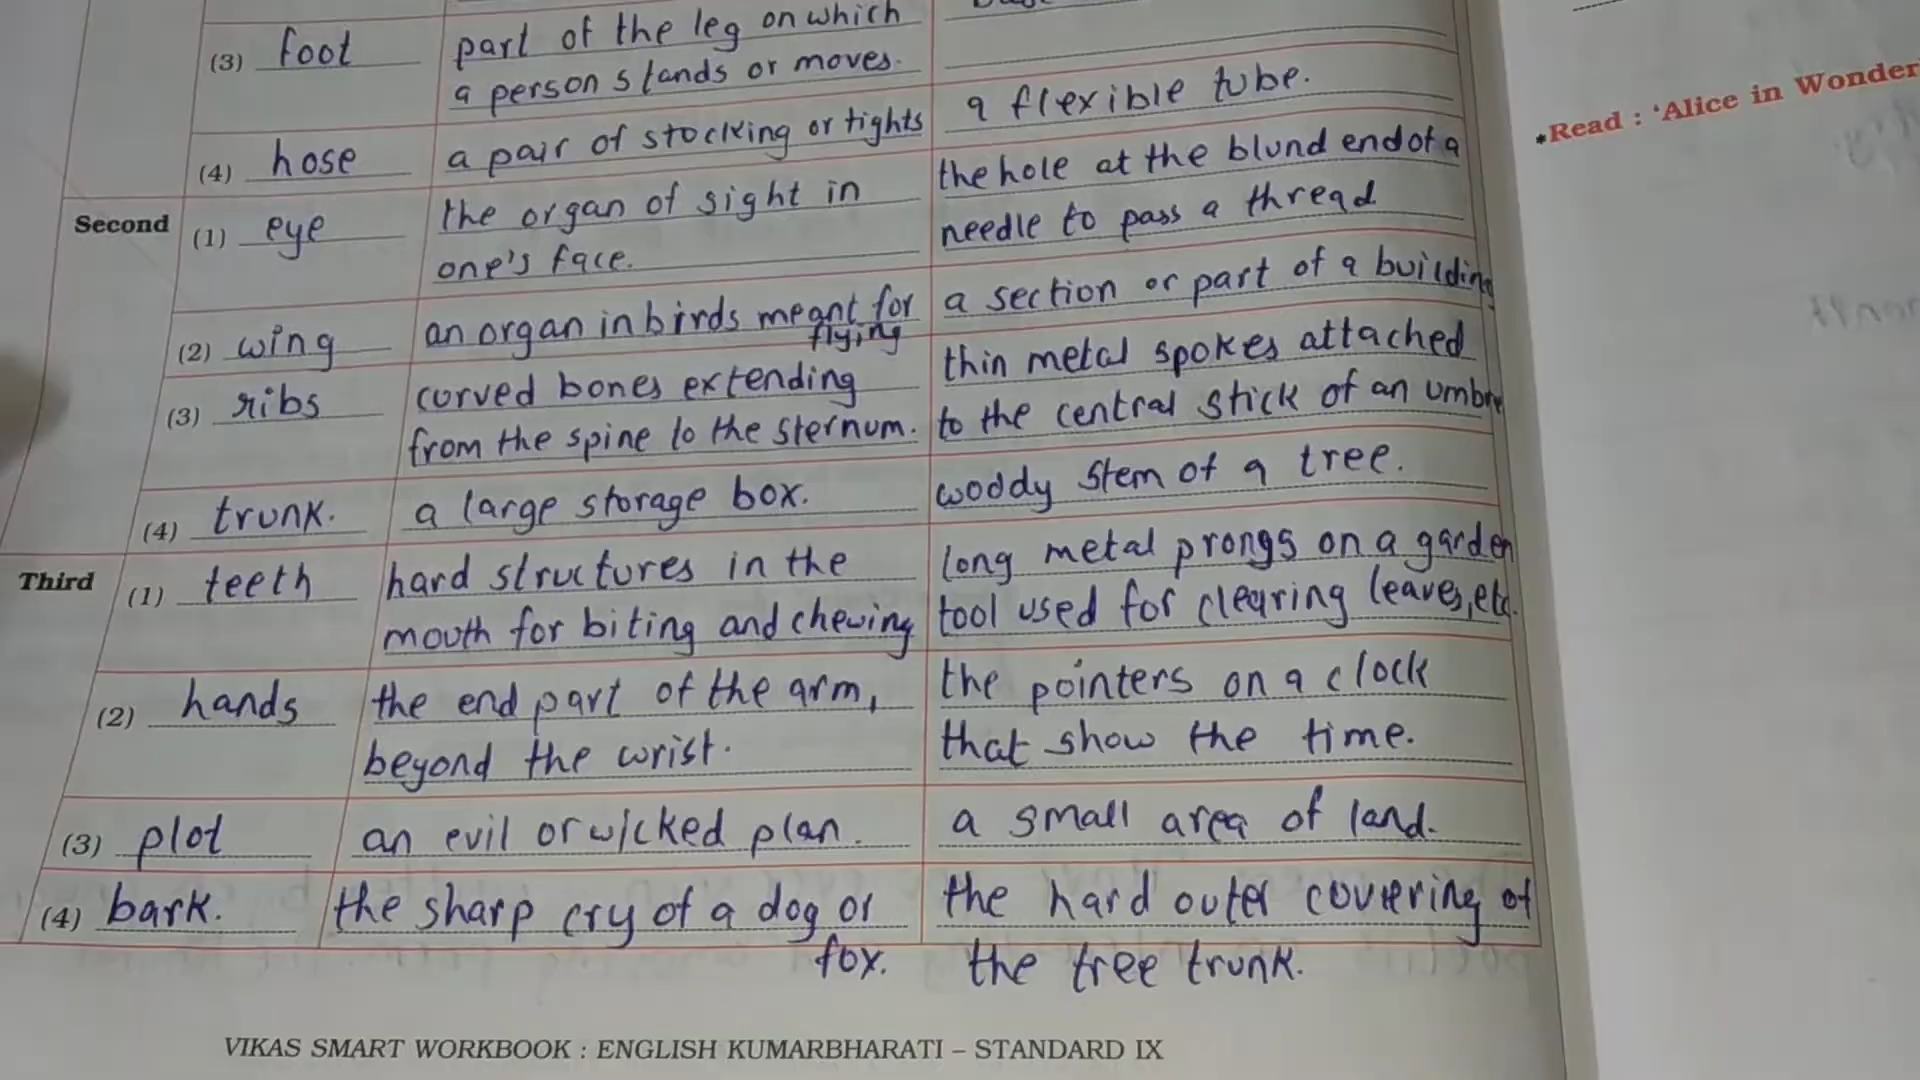 (3) foot part of the leg on which
a person stands or moves.
(4) hose a pair of stocking or tights a flexible tube.
Second (1) eye the organ of sight in the hole at the blund end of a
one's face. needle to pass a thread
(2) wing an organ in birds meant for a section or part of a building
flying
(3) ribs curved bones extending thin metal spokes attached
from the spine to the sternum. to the central stick of an umbre
(4) trunk. a large storage box. woddy stem of a tree.
Third (1) teeth hard structures in the long metal prongs on a garden
mouth for biting and chewing tool used for clearing leaves, etc.
(2) hands the end part of the arm, the pointers on a clock
beyond the wrist. that show the time.
(3) plot an evil or wicked plan. a small area of land.
(4) bark. the sharp cry of a dog or the hard outer couvering of
fox. the tree trunk.
VIKAS SMART WORKBOOK : ENGLISH KUMARBHARATI – STANDARD IX
•Read : 'Alice in Wonder